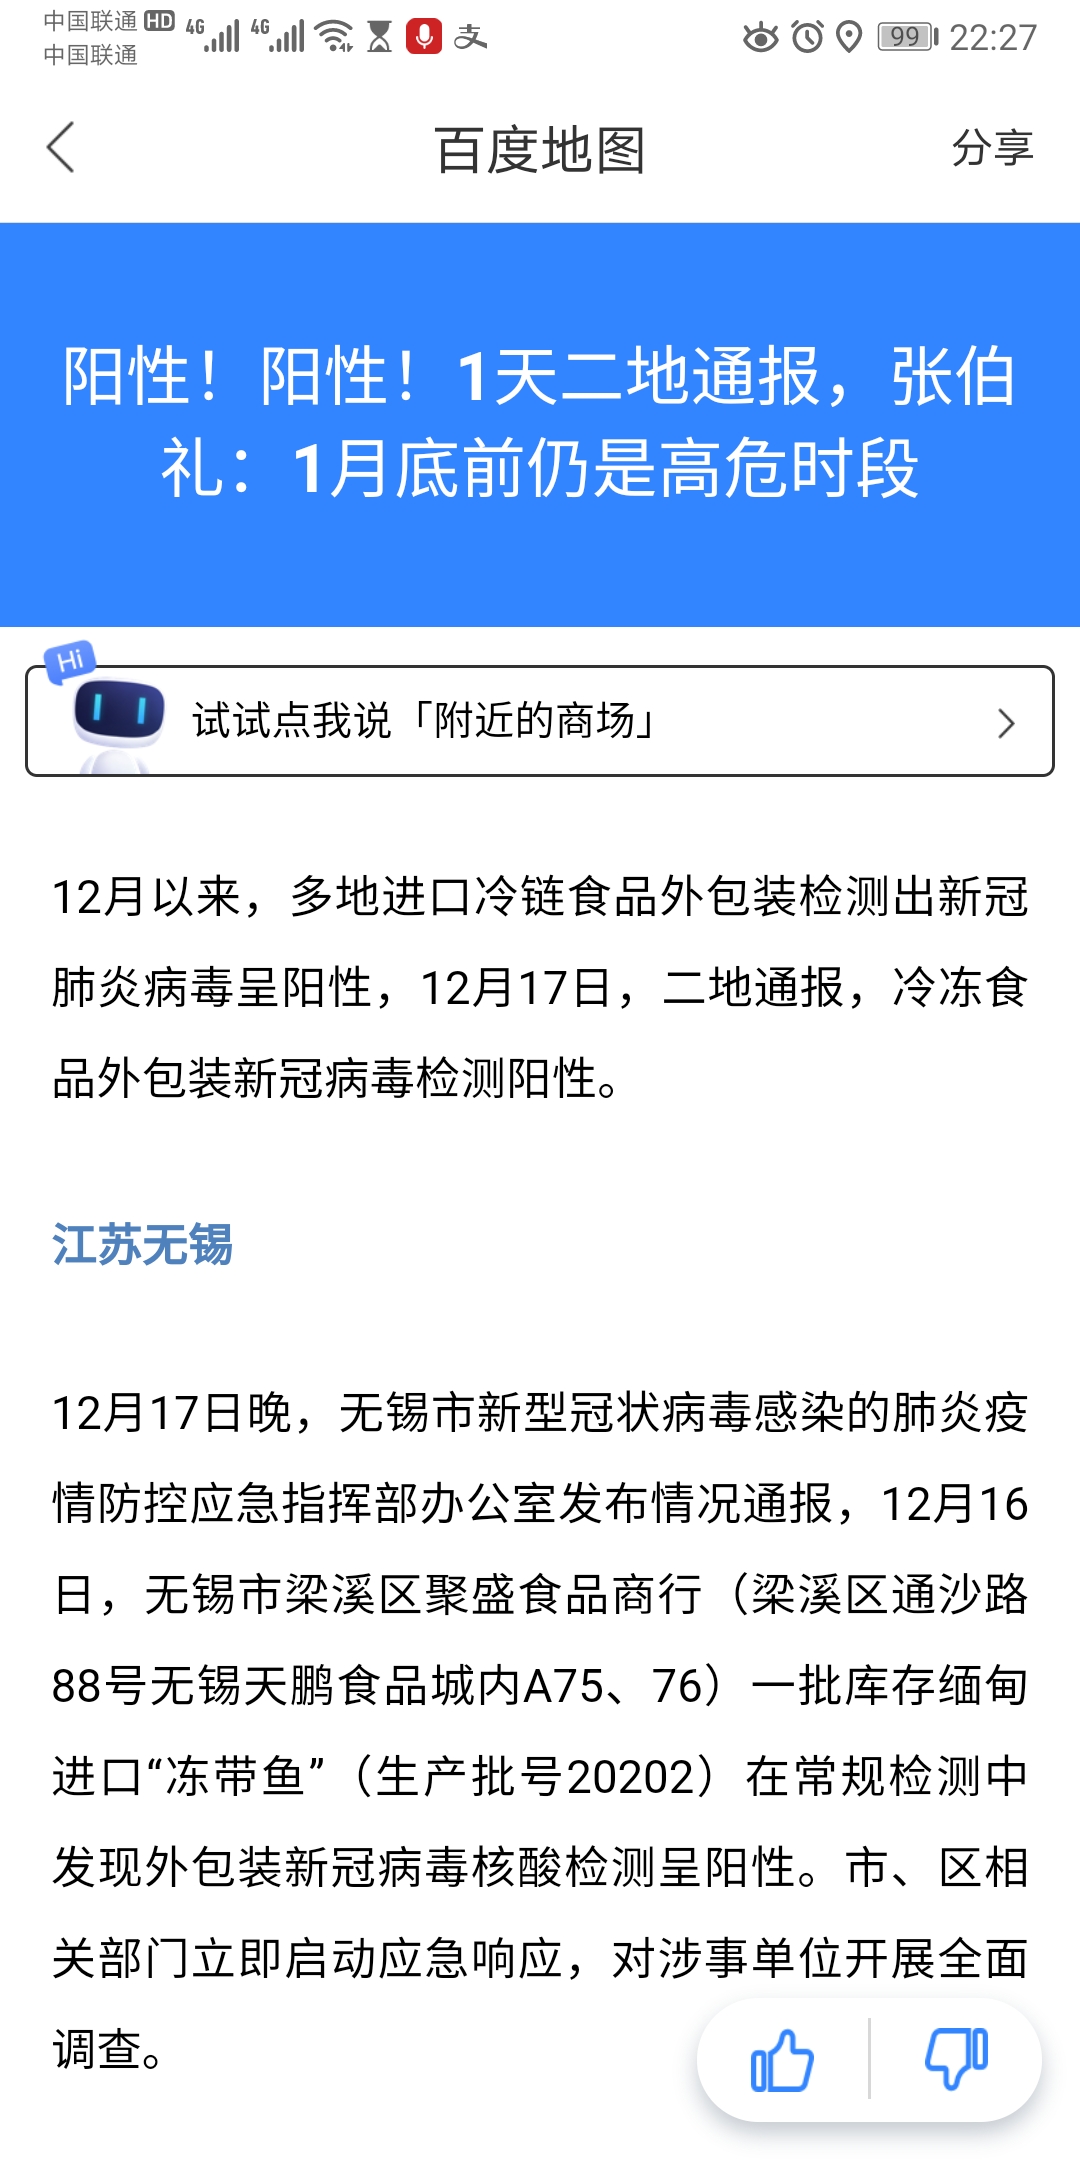 中国联通 HD 4G 4G 支 99 22:27
中国联通
百度地图 分享
阳性！阳性！1天二地通报，张伯
礼：1月底前仍是高危时段
Hi
试试点我说「附近的商场」
12月以来，多地进口冷链食品外包装检测出新冠
肺炎病毒呈阳性，12月17日，二地通报，冷冻食
品外包装新冠病毒检测阳性。
江苏无锡
12月17日晚，无锡市新型冠状病毒感染的肺炎疫
情防控应急指挥部办公室发布情况通报，12月16
日，无锡市梁溪区聚盛食品商行（梁溪区通沙路
88号无锡天鹏食品城内A75、76）一批库存缅甸
进口“冻带鱼”（生产批号20202）在常规检测中
发现外包装新冠病毒核酸检测呈阳性。市、区相
关部门立即启动应急响应，对涉事单位开展全面
调查。